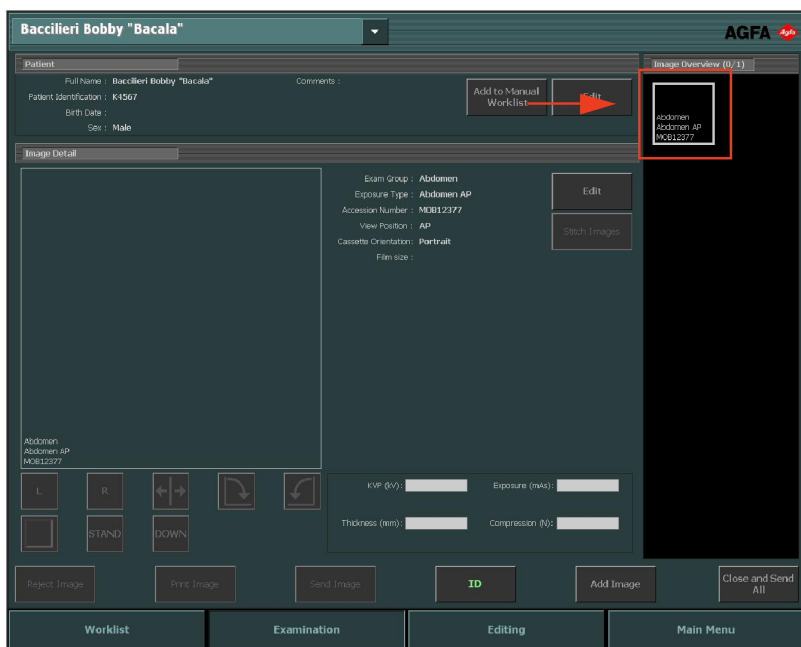 Baccilieri Bobby "Bacala"
AGFA Agfa
Patient
Full Name : Baccilieri Bobby "Bacala"
Comments :
Patient Identification : K4567
Birth Date :
Sex : Male
Add to Manual
Worklist
Edit
Image Overview (0/1)
Abdomen
Abdomen AP
MOB12377
Image Detail
Exam Group : Abdomen
Exposure Type : Abdomen AP
Accession Number : MOB12377
View Position : AP
Cassette Orientation: Portrait
Film size :
Edit
Stitch Images
Abdomen
Abdomen AP
MOB12377
L
R
STAND
DOWN
KVP (kV):
Exposure (mAs):
Thickness (mm):
Compression (N):
Reject Image
Print Image
Send Image
ID
Add Image
Close and Send
All
Worklist
Examination
Editing
Main Menu